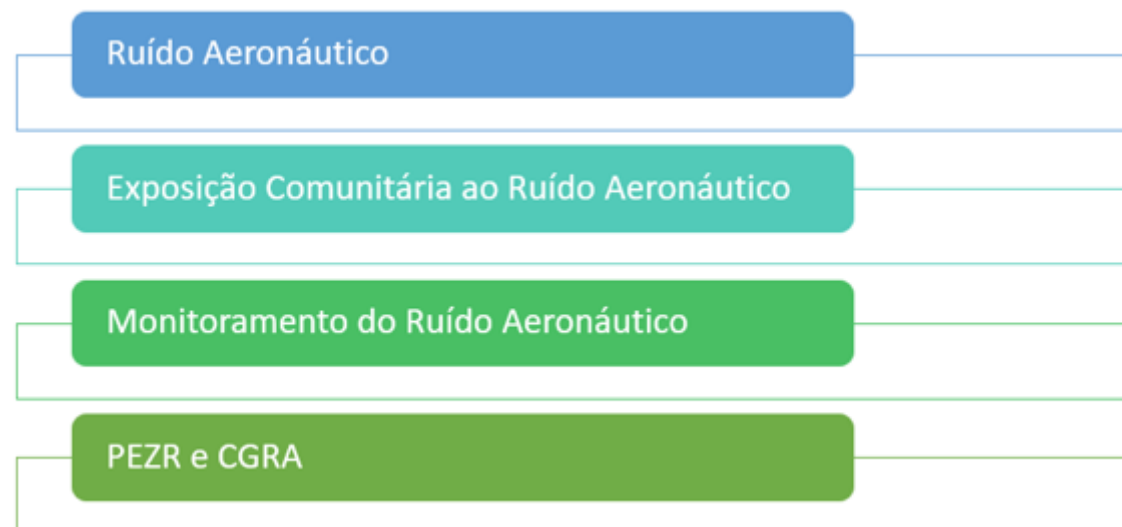 Ruído Aeronáutico
Exposição Comunitária ao Ruído Aeronáutico
Monitoramento do Ruído Aeronáutico
PEZR e CGRA